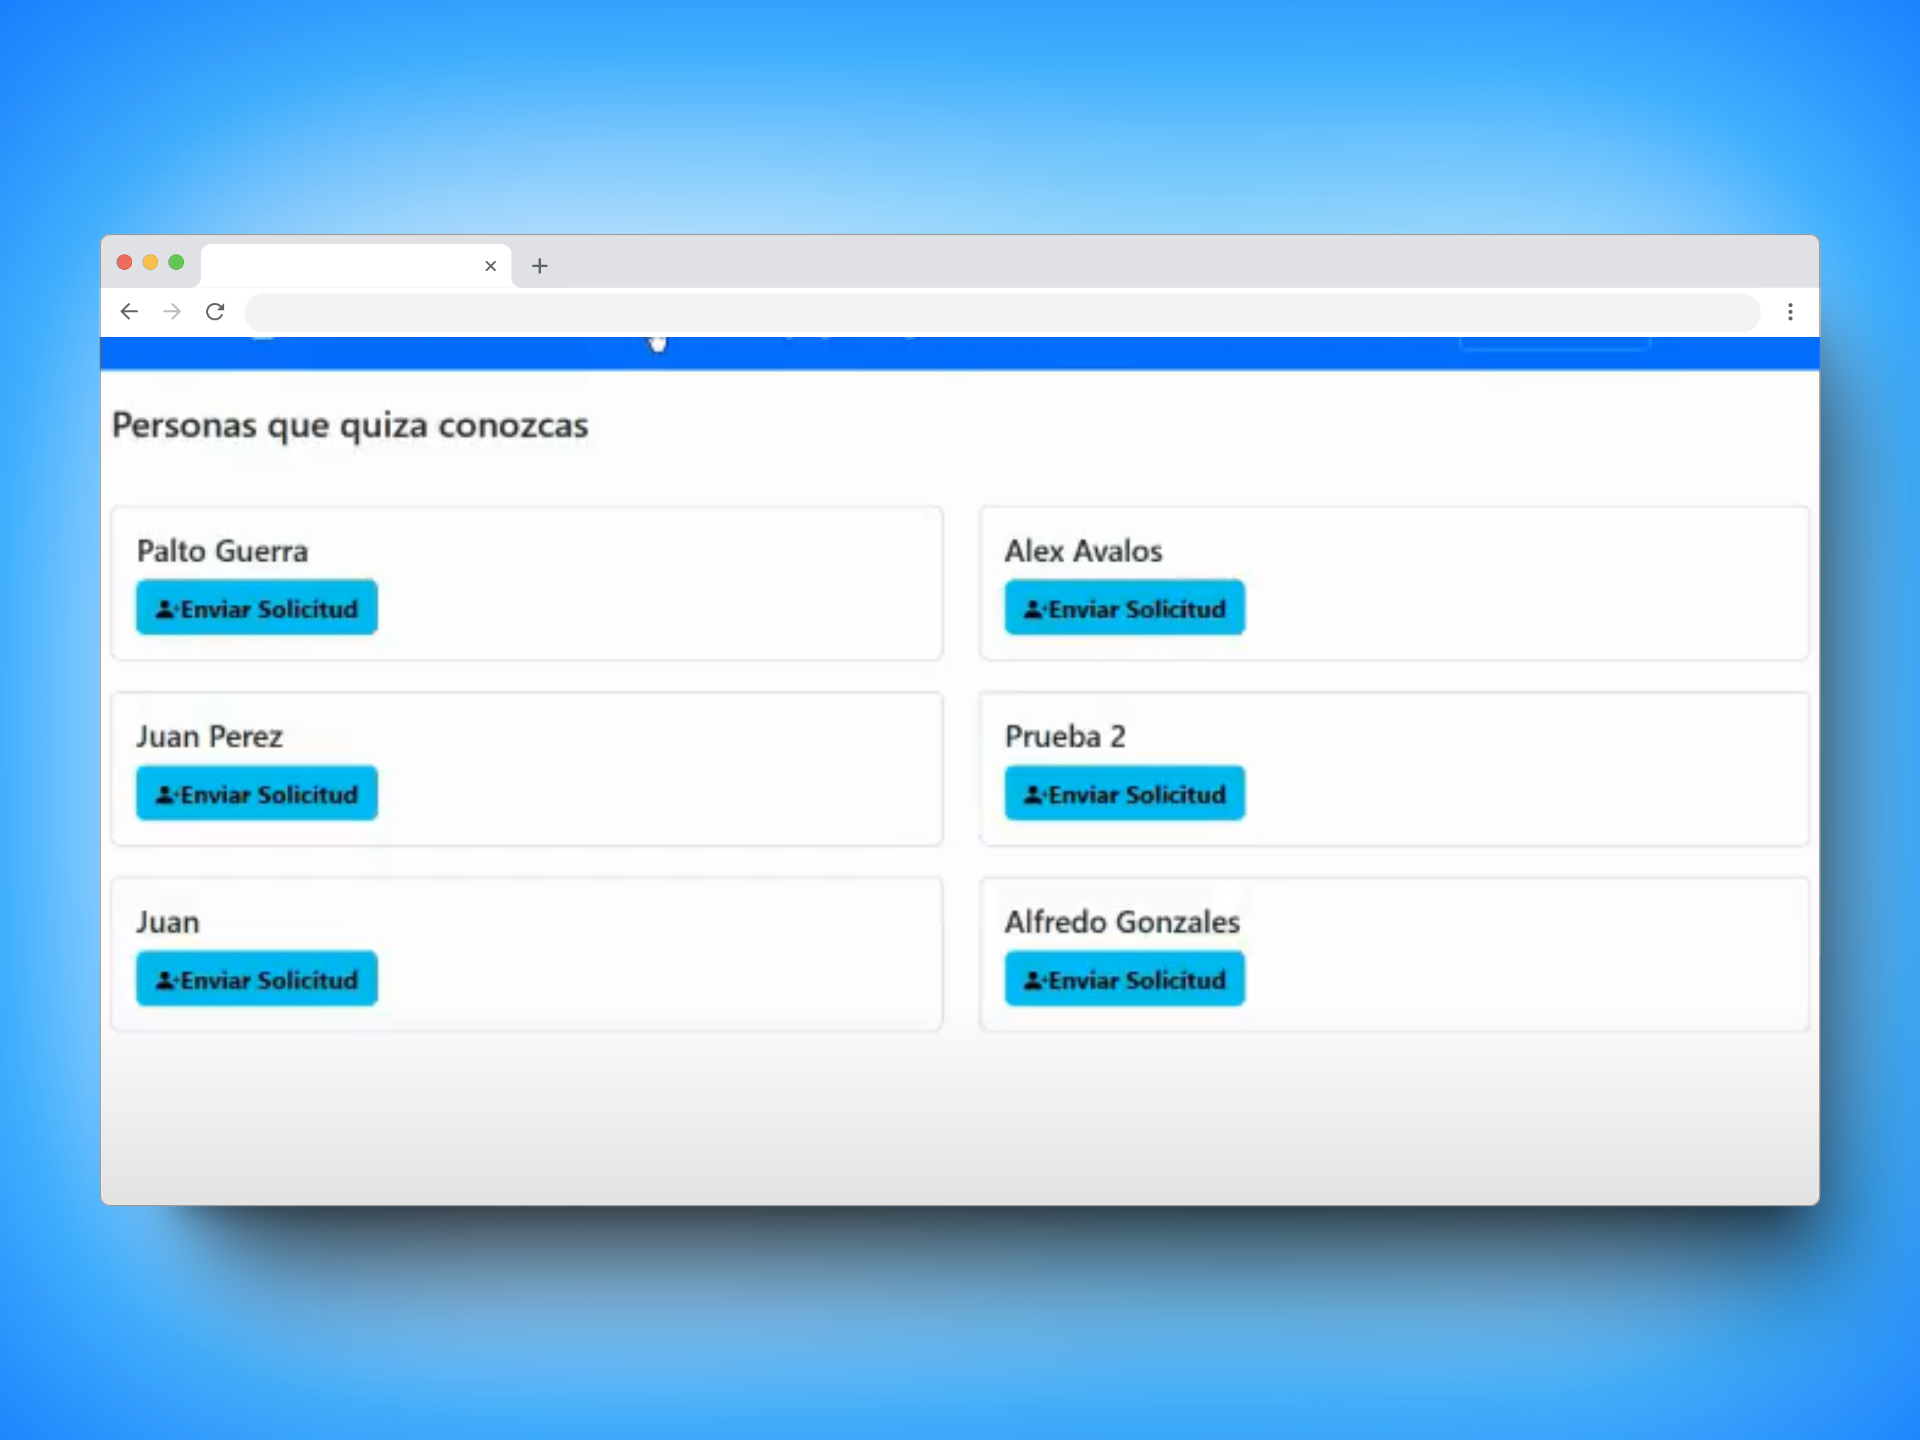 Personas que quiza conozcas
Palto Guerra
Enviar Solicitud
Alex Avalos
Enviar Solicitud
Juan Perez
Enviar Solicitud
Prueba 2
Enviar Solicitud
Juan
Enviar Solicitud
Alfredo Gonzales
Enviar Solicitud